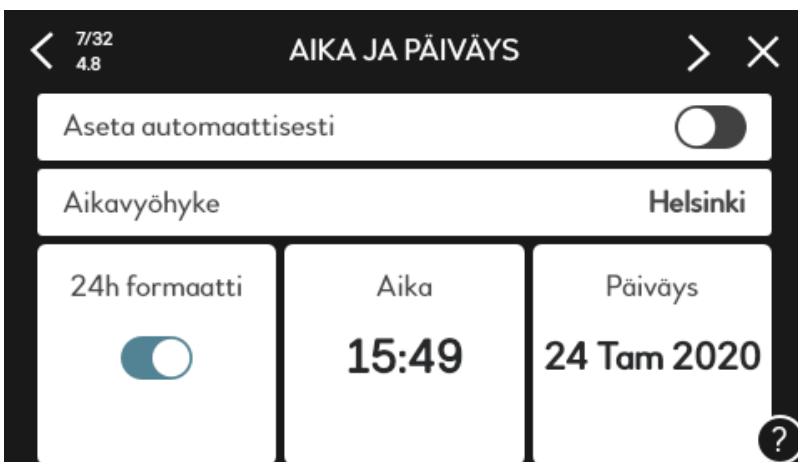 7/32
4.8
AIKA JA PÄIVÄYS
Aseta automaattisesti
Aikavyöhyke Helsinki
24h formaatti
Aika
15:49
Päiväys
24 Tam 2020
?